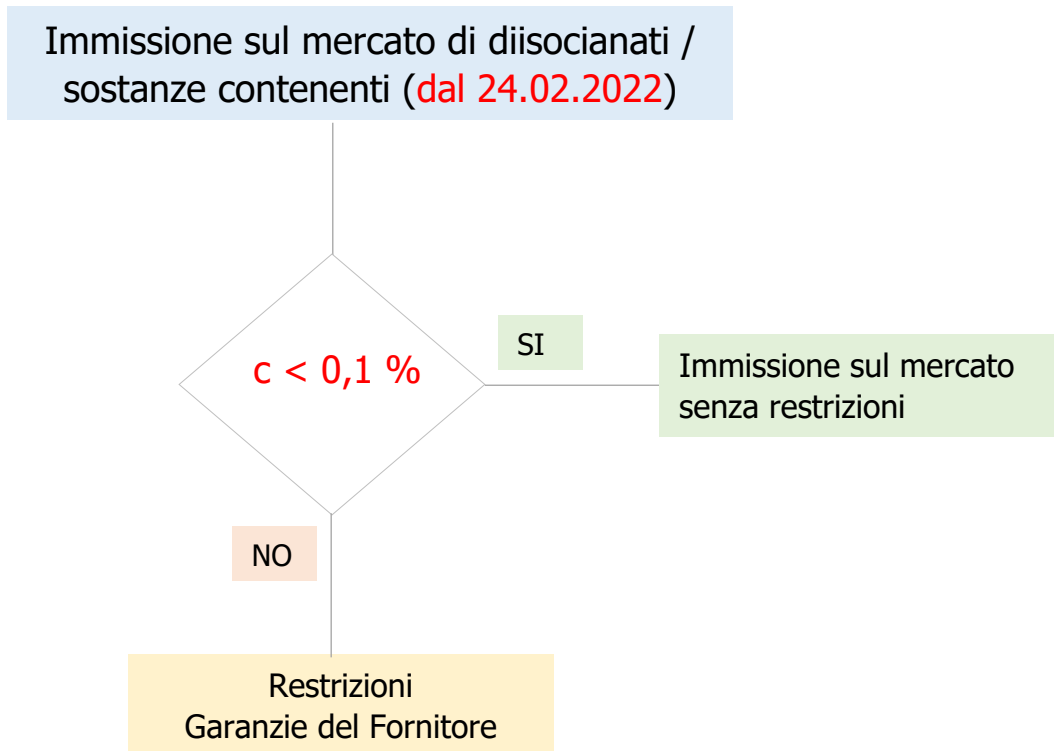 Immissione sul mercato di diisocianati /
sostanze contenenti (dal 24.02.2022)
c < 0,1 %
SI
Immissione sul mercato
senza restrizioni
NO
Restrizioni
Garanzie del Fornitore